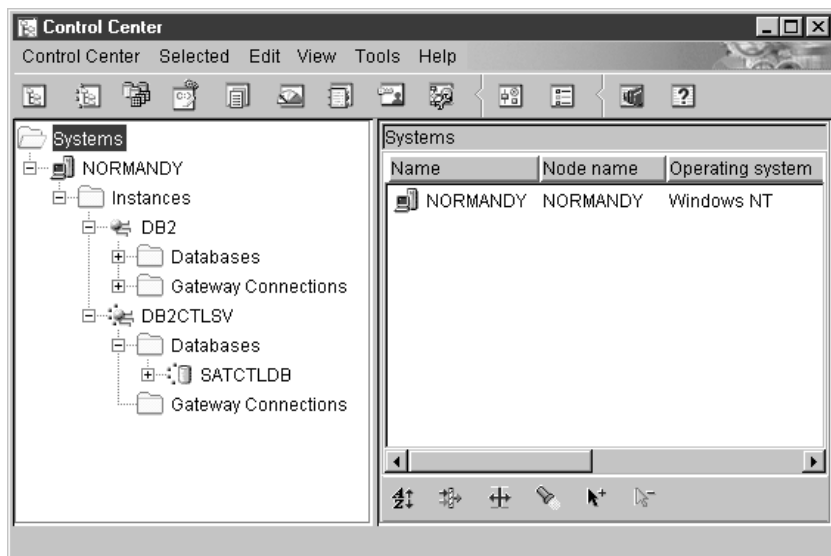 Control Center
Control Center Selected Edit View Tools Help
Systems
NORMANDY
Instances
DB2
Databases
Gateway Connections
DB2CTLSV
Databases
SATCTLDB
Gateway Connections
Systems
Name Node name Operating system
NORMANDY NORMANDY Windows NT